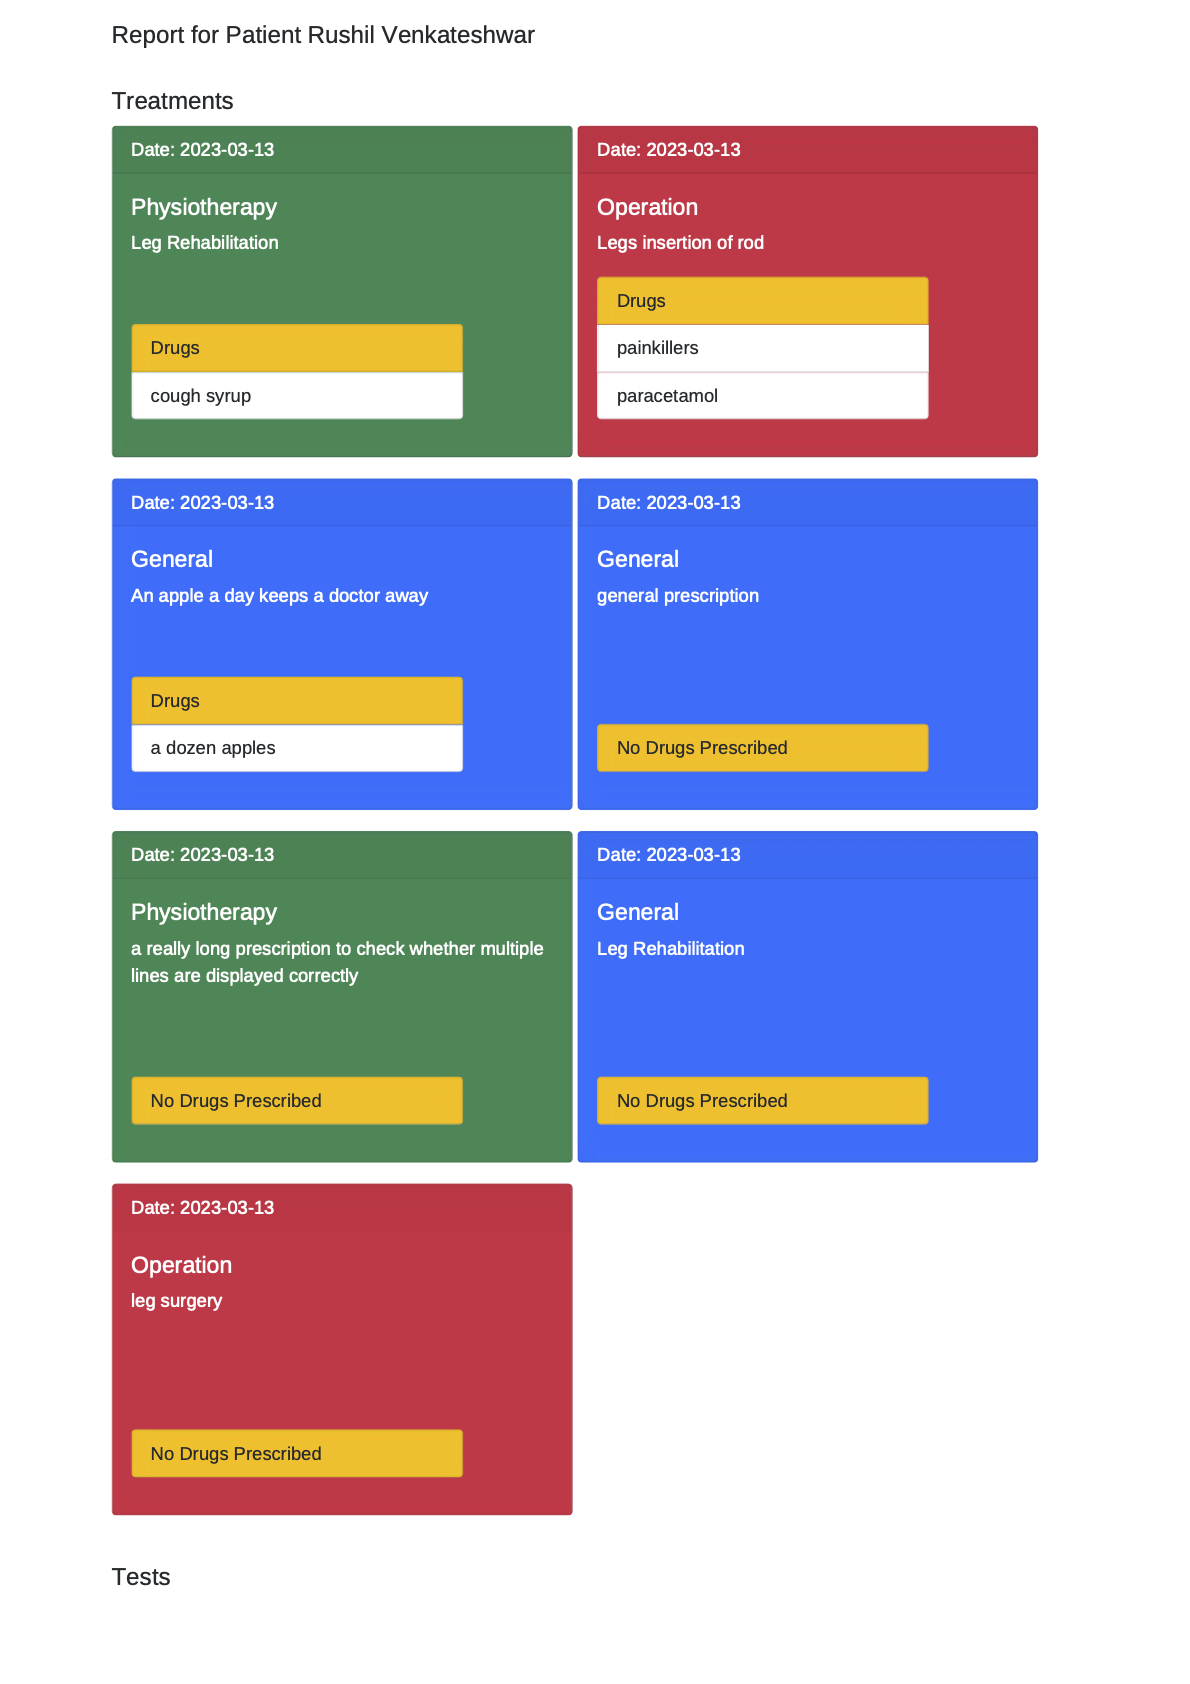 Report for Patient Rushil Venkateshwar
Treatments
Date: 2023-03-13
Physiotherapy
Leg Rehabilitation
Drugs
cough syrup
Date: 2023-03-13
Operation
Legs insertion of rod
Drugs
painkillers
paracetamol
Date: 2023-03-13
General
An apple a day keeps a doctor away
Drugs
a dozen apples
Date: 2023-03-13
General
general prescription
No Drugs Prescribed
Date: 2023-03-13
Physiotherapy
a really long prescription to check whether multiple
lines are displayed correctly
No Drugs Prescribed
Date: 2023-03-13
General
Leg Rehabilitation
No Drugs Prescribed
Date: 2023-03-13
Operation
leg surgery
No Drugs Prescribed
Tests